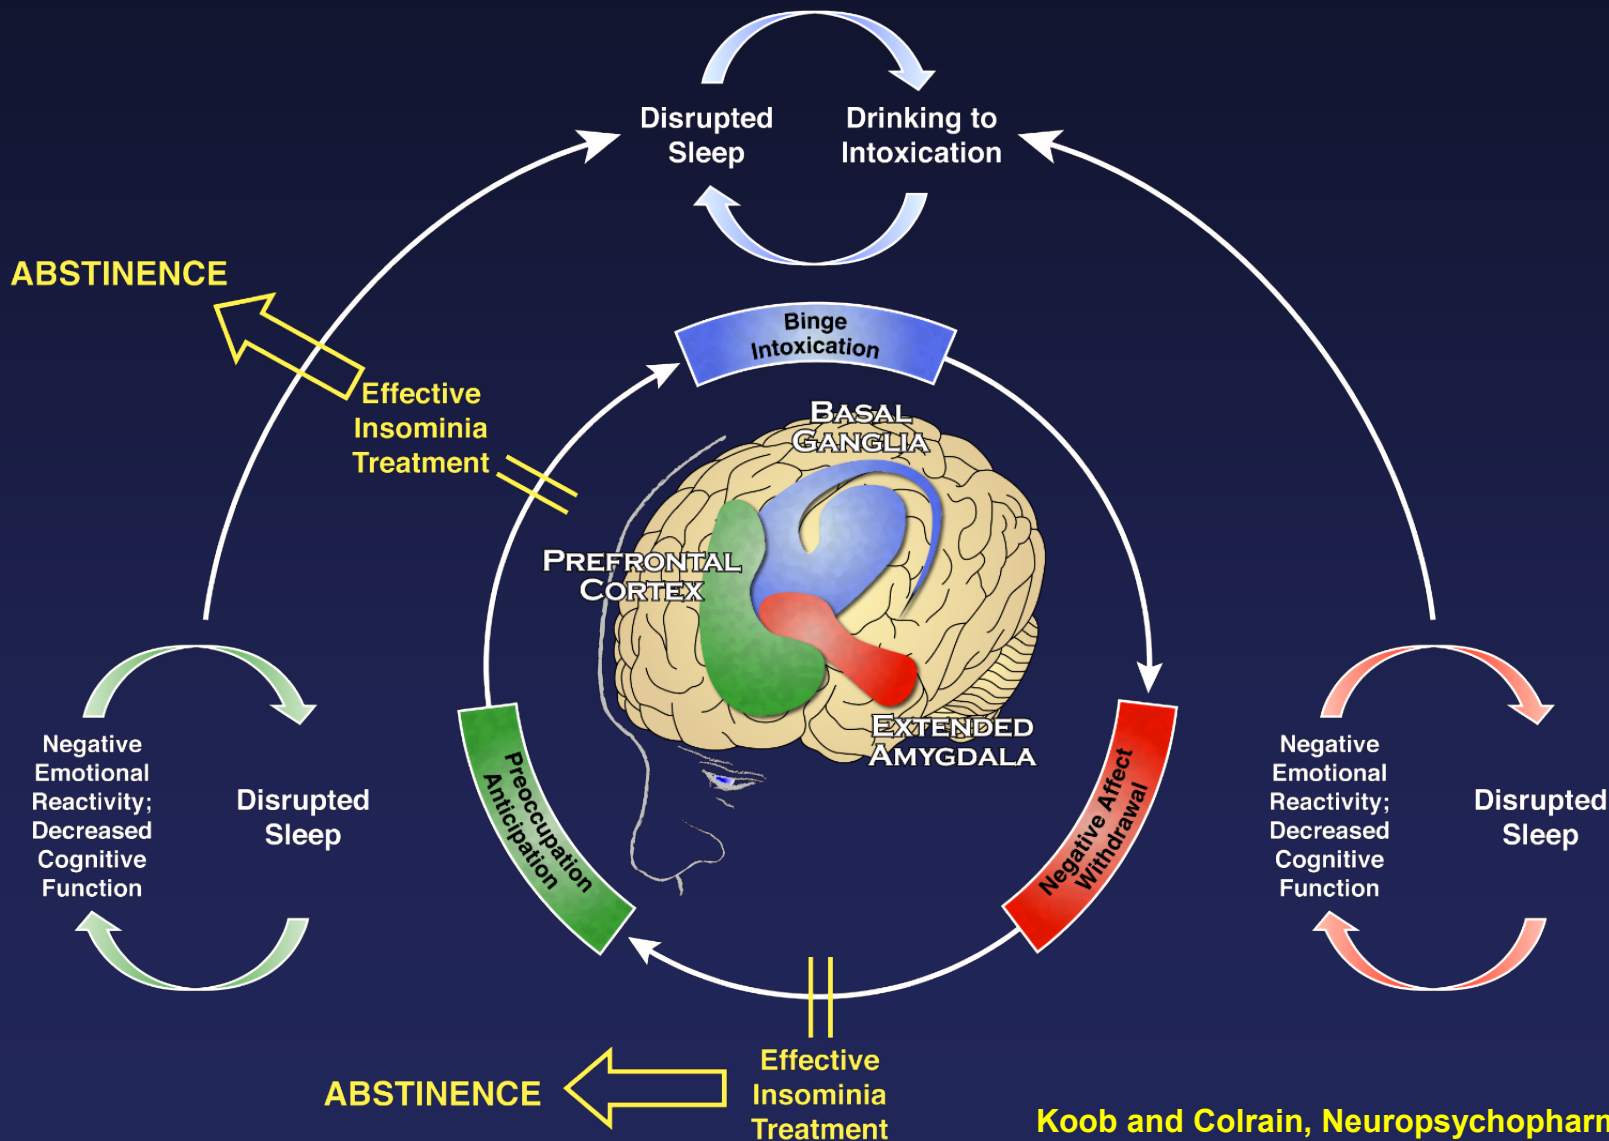 Disrupted
Sleep
Drinking to
Intoxication
ABSTINENCE
Binge
Intoxication
Effective
Insominia
Treatment
BASAL
GANGLIA
PREFRONTAL
CORTEX
EXTENDED
AMYGDALA
Negative
Emotional
Reactivity;
Decreased
Cognitive
Function
Disrupted
Sleep
Preoccupation
Anticipation
Negative Affect
Withdrawal
Negative
Emotional
Reactivity;
Decreased
Cognitive
Function
Disrupted
Sleep
ABSTINENCE
Effective
Insominia
Treatment
Koob and Colrain, Neuropsychopharm